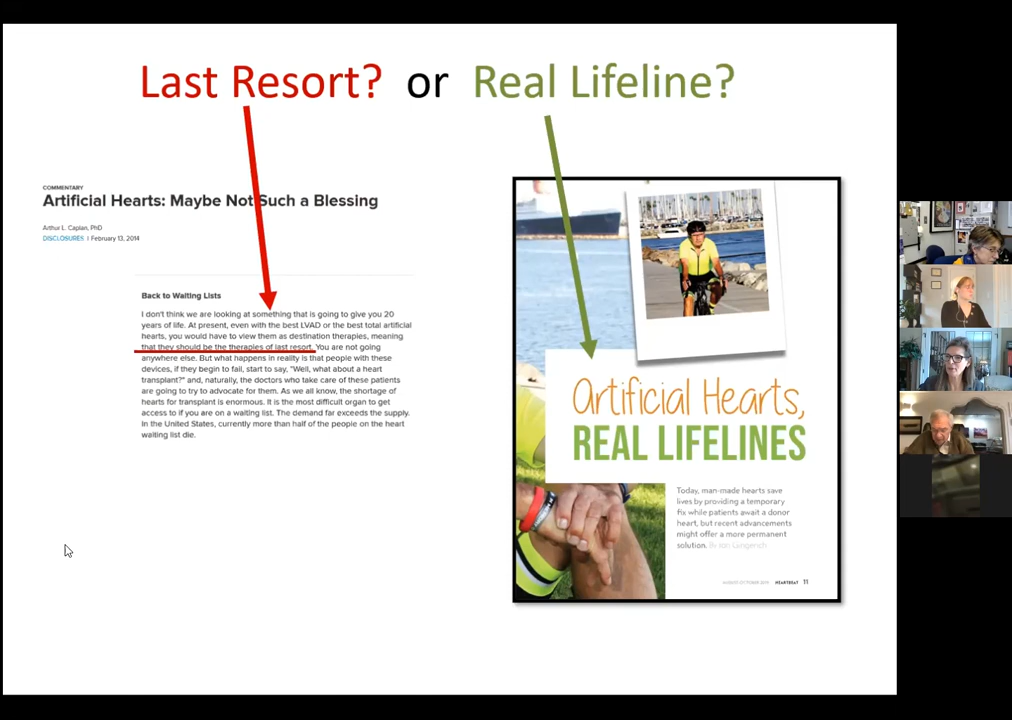 Last Resort? or Real Lifeline?
COMMENTARY
Artificial Hearts: Maybe Not Such a Blessing
Arthur L. Caplan, PhD
DISCLOSURES | February 13, 2014
Back to Waiting Lists
I don't think we are looking at something that is going to give you 20
years of life. At present, even with the best LVAD or the best total artificial
hearts, you would have to view them as destination therapies, meaning
that they should be the therapies of last resort. You are not going
anywhere else. But what happens in reality is that people with these
devices, if they begin to fail, start to say, "Well, what about a heart
transplant?" and, naturally, the doctors who take care of these patients
are going to try to advocate for them. As we all know, the shortage of
hearts for transplant is enormous. It is the most difficult organ to get
access to if you are on a waiting list. The demand far exceeds the supply.
In the United States, currently more than half of the people on the heart
waiting list die.
Artificial Hearts,
REAL LIFELINES
Today, man-made hearts save
lives by providing a temporary
fix while patients await a donor
heart, but recent advancements
might offer a more permanent
solution. By
HEARTBEAT 11